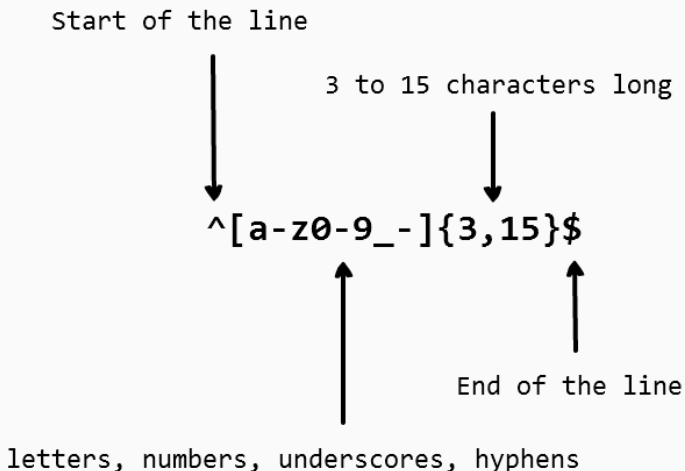 Start of the line
3 to 15 characters long
^[a-z0-9_-]{3,15}$
End of the line
letters, numbers, underscores, hyphens